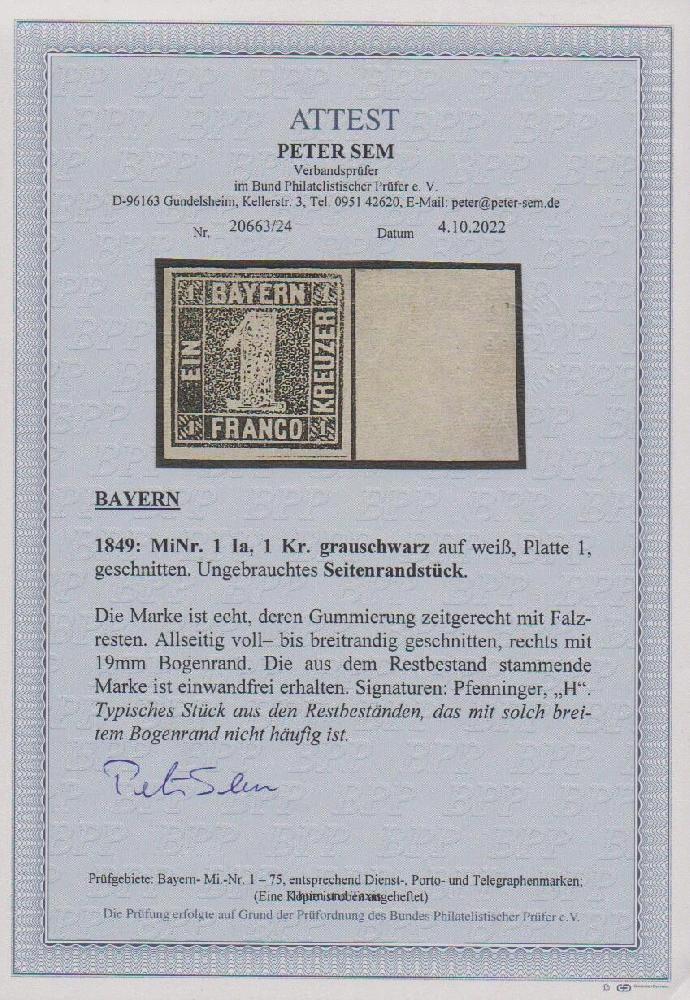 ATTEST
PETER SEM
Verbandsprüfer
im Bund Philatelistischer Prüfer e. V.
D-96163 Gundelsheim, Kellerstr. 3, Tel. 0951 42620, E-Mail: peter@peter-sem.de
Nr. 20663/24 Datum 4.10.2022
1 BAYERN 1
EIN 1 KREUZER
1 FRANCO 1
BAYERN
1849: MiNr. 1 Ia, 1 Kr. grauschwarz auf weiß, Platte 1,
geschnitten. Ungebrauchtes Seitenrandstück.
Die Marke ist echt, deren Gummierung zeitgerecht mit Falz-
resten. Allseitig voll– bis breitrandig geschnitten, rechts mit
19mm Bogenrand. Die aus dem Restbestand stammende
Marke ist einwandfrei erhalten. Signaturen: Pfenninger, „H“.
Typisches Stück aus den Restbeständen, das mit solch brei-
tem Bogenrand nicht häufig ist.
Peter Sem
Prüfgebiete: Bayern- Mi.-Nr. 1 – 75, entsprechend Dienst-, Porto- und Telegraphenmarken;
(Eine angeheftet)
Die Prüfung erfolgte auf Grund der Prüfordnung des Bundes Philatelistischer Prüfer e.V.